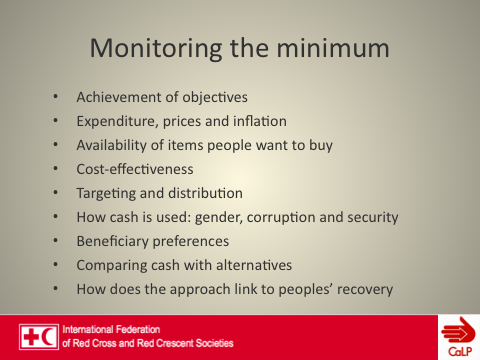 Monitoring the minimum
• Achievement of objectives
• Expenditure, prices and inflation
• Availability of items people want to buy
• Cost-effectiveness
• Targeting and distribution
• How cash is used: gender, corruption and security
• Beneficiary preferences
• Comparing cash with alternatives
• How does the approach link to peoples’ recovery
International Federation
of Red Cross and Red Crescent Societies
CaLP